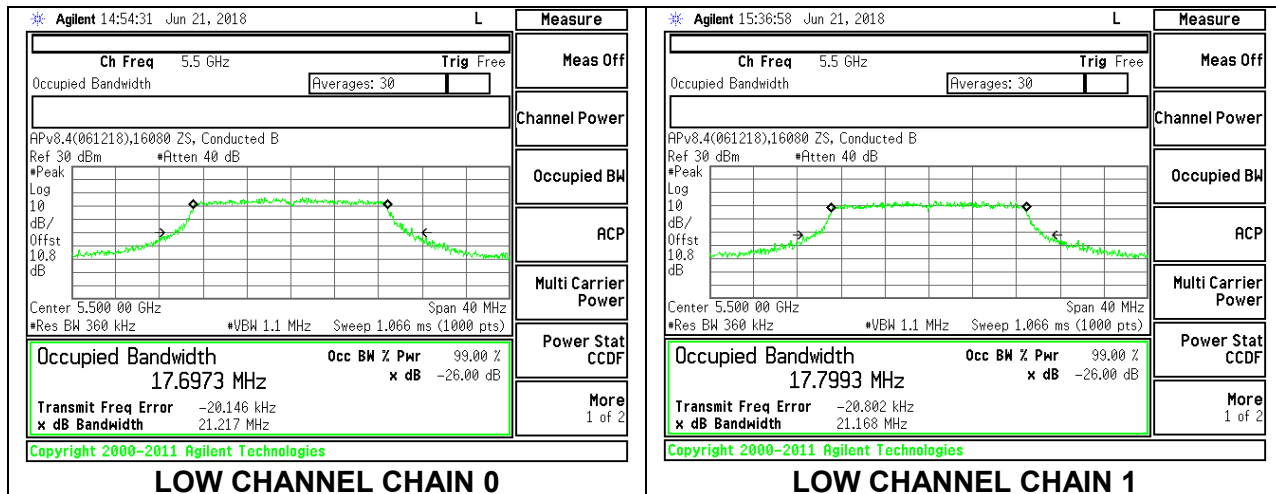 Agilent 14:54:31 Jun 21, 2018 L
Measure
Ch Freq 5.5 GHz Trig Free
Occupied Bandwidth Averages: 30
APv8.4(061218),16080 ZS, Conducted B
Ref 30 dBm #Atten 40 dB
#Peak
Log
10
dB/
Offst
10.8
dB
Center 5.500 00 GHz Span 40 MHz
#Res BW 360 kHz #VBW 1.1 MHz Sweep 1.066 ms (1000 pts)
Occupied Bandwidth Occ BW % Pwr 99.00 %
17.6973 MHz x dB -26.00 dB
Transmit Freq Error -20.146 kHz
x dB Bandwidth 21.217 MHz
Copyright 2000-2011 Agilent Technologies
Meas Off
Channel Power
Occupied BW
ACP
Multi Carrier
Power
Power Stat
CCDF
More
1 of 2
LOW CHANNEL CHAIN 0
Agilent 15:36:58 Jun 21, 2018 L
Measure
Ch Freq 5.5 GHz Trig Free
Occupied Bandwidth Averages: 30
APv8.4(061218),16080 ZS, Conducted B
Ref 30 dBm #Atten 40 dB
#Peak
Log
10
dB/
Offst
10.8
dB
Center 5.500 00 GHz Span 40 MHz
#Res BW 360 kHz #VBW 1.1 MHz Sweep 1.066 ms (1000 pts)
Occupied Bandwidth Occ BW % Pwr 99.00 %
17.7993 MHz x dB -26.00 dB
Transmit Freq Error -20.802 kHz
x dB Bandwidth 21.168 MHz
Copyright 2000-2011 Agilent Technologies
Meas Off
Channel Power
Occupied BW
ACP
Multi Carrier
Power
Power Stat
CCDF
More
1 of 2
LOW CHANNEL CHAIN 1